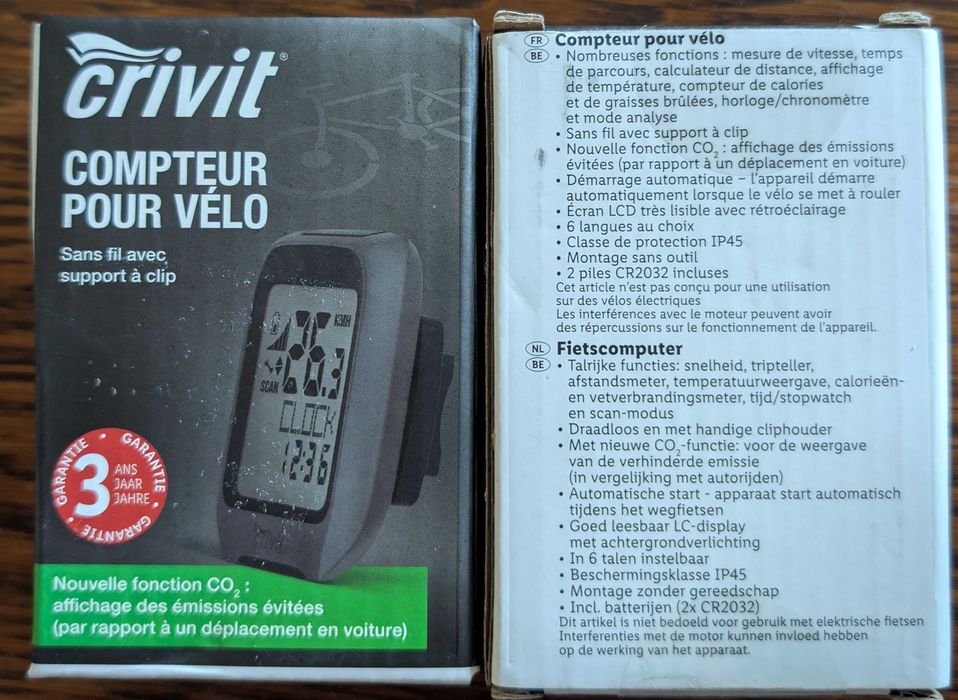 crivit®
COMPTEUR
POUR VÉLO
Sans fil avec
support à clip
KMH
SCAN
CLOCK
12:36
crivit
GARANTIE • GARANTIE • GARANTIE • GARANTIE
3 ANS
JAAR
JAHRE
Nouvelle fonction CO₂ :
affichage des émissions évitées
(par rapport à un déplacement en voiture)
FR Compteur pour vélo
BE • Nombreuses fonctions : mesure de vitesse, temps
de parcours, calculateur de distance, affichage
de température, compteur de calories
et de graisses brûlées, horloge/chronomètre
et mode analyse
• Sans fil avec support à clip
• Nouvelle fonction CO₂ : affichage des émissions
évitées (par rapport à un déplacement en voiture)
• Démarrage automatique – l'appareil démarre
automatiquement lorsque le vélo se met à rouler
• Écran LCD très lisible avec rétroéclairage
• 6 langues au choix
• Classe de protection IP45
• Montage sans outil
• 2 piles CR2032 incluses
Cet article n'est pas conçu pour une utilisation
sur des vélos électriques
Les interférences avec le moteur peuvent avoir
des répercussions sur le fonctionnement de l'appareil.
NL Fietscomputer
BE • Talrijke functies: snelheid, tripteller,
afstandsmeter, temperatuurweergave, calorieën-
en vetverbrandingsmeter, tijd/stopwatch
en scan-modus
• Draadloos en met handige cliphouder
• Met nieuwe CO₂-functie: voor de weergave
van de verhinderde emissie
(in vergelijking met autorijden)
• Automatische start - apparaat start automatisch
tijdens het wegfietsen
• Goed leesbaar LC-display
met achtergrondverlichting
• In 6 talen instelbaar
• Beschermingsklasse IP45
• Montage zonder gereedschap
• Incl. batterijen (2x CR2032)
Dit artikel is niet bedoeld voor gebruik met elektrische fietsen
Interferenties met de motor kunnen invloed hebben
op de werking van het apparaat.